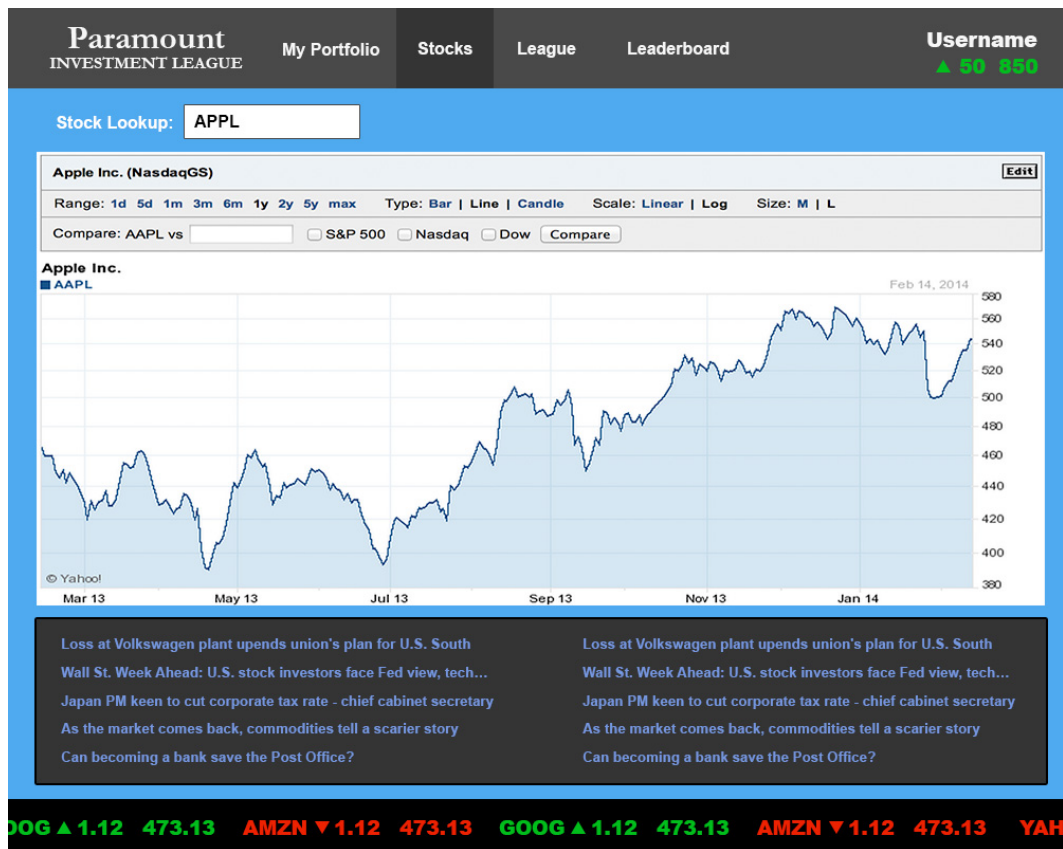 Paramount
INVESTMENT LEAGUE
My Portfolio Stocks League Leaderboard
Username
▲ 50 850
Stock Lookup: APPL
Apple Inc. (NasdaqGS) Edit
Range: 1d 5d 1m 3m 6m 1y 2y 5y max Type: Bar | Line | Candle Scale: Linear | Log Size: M | L
Compare: AAPL vs S&P 500 Nasdaq Dow Compare
Apple Inc.
AAPL Feb 14, 2014
580
560
540
520
500
480
460
440
420
400
380
© Yahoo!
Mar 13 May 13 Jul 13 Sep 13 Nov 13 Jan 14
Loss at Volkswagen plant upends union's plan for U.S. South
Wall St. Week Ahead: U.S. stock investors face Fed view, tech...
Japan PM keen to cut corporate tax rate - chief cabinet secretary
As the market comes back, commodities tell a scarier story
Can becoming a bank save the Post Office?
Loss at Volkswagen plant upends union's plan for U.S. South
Wall St. Week Ahead: U.S. stock investors face Fed view, tech...
Japan PM keen to cut corporate tax rate - chief cabinet secretary
As the market comes back, commodities tell a scarier story
Can becoming a bank save the Post Office?
OOG ▲ 1.12 473.13 AMZN ▼ 1.12 473.13 GOOG ▲ 1.12 473.13 AMZN ▼ 1.12 473.13 YAH